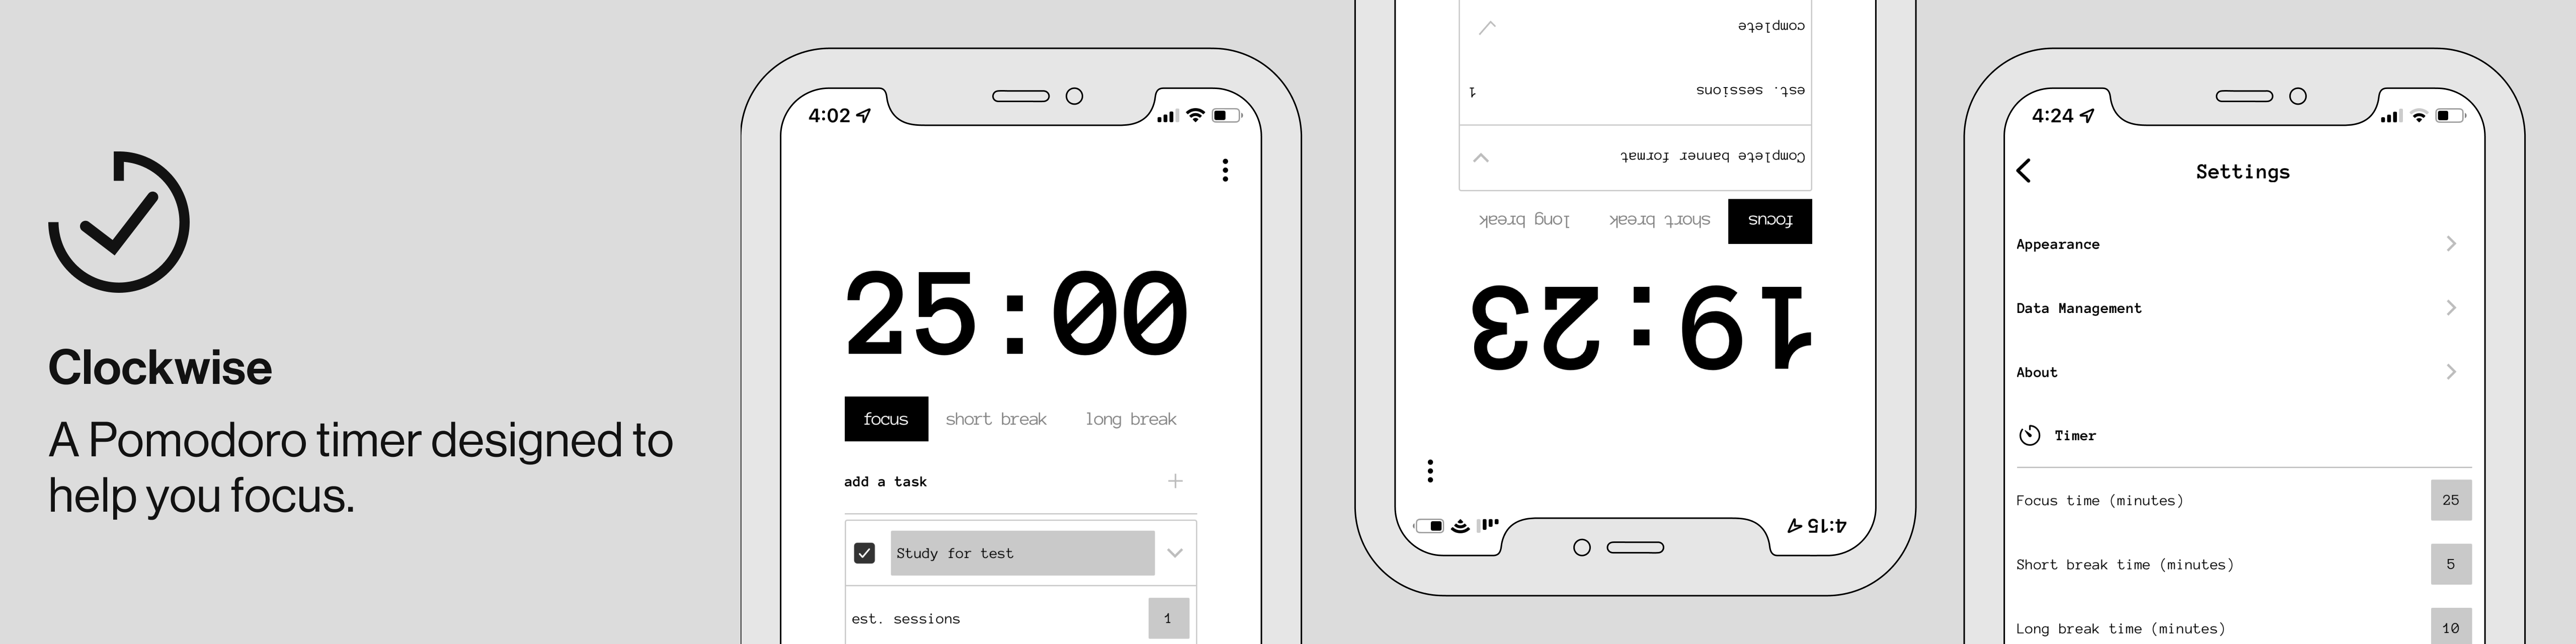 Clockwise
A Pomodoro timer designed to
help you focus.
4:02
25:00
focus short break long break
add a task
Study for test
est. sessions 1
4:15
19:23
focus short break long break
Complete banner format
est. sessions 1
complete
4:24
Settings
Appearance
Data Management
About
Timer
Focus time (minutes) 25
Short break time (minutes) 5
Long break time (minutes) 10